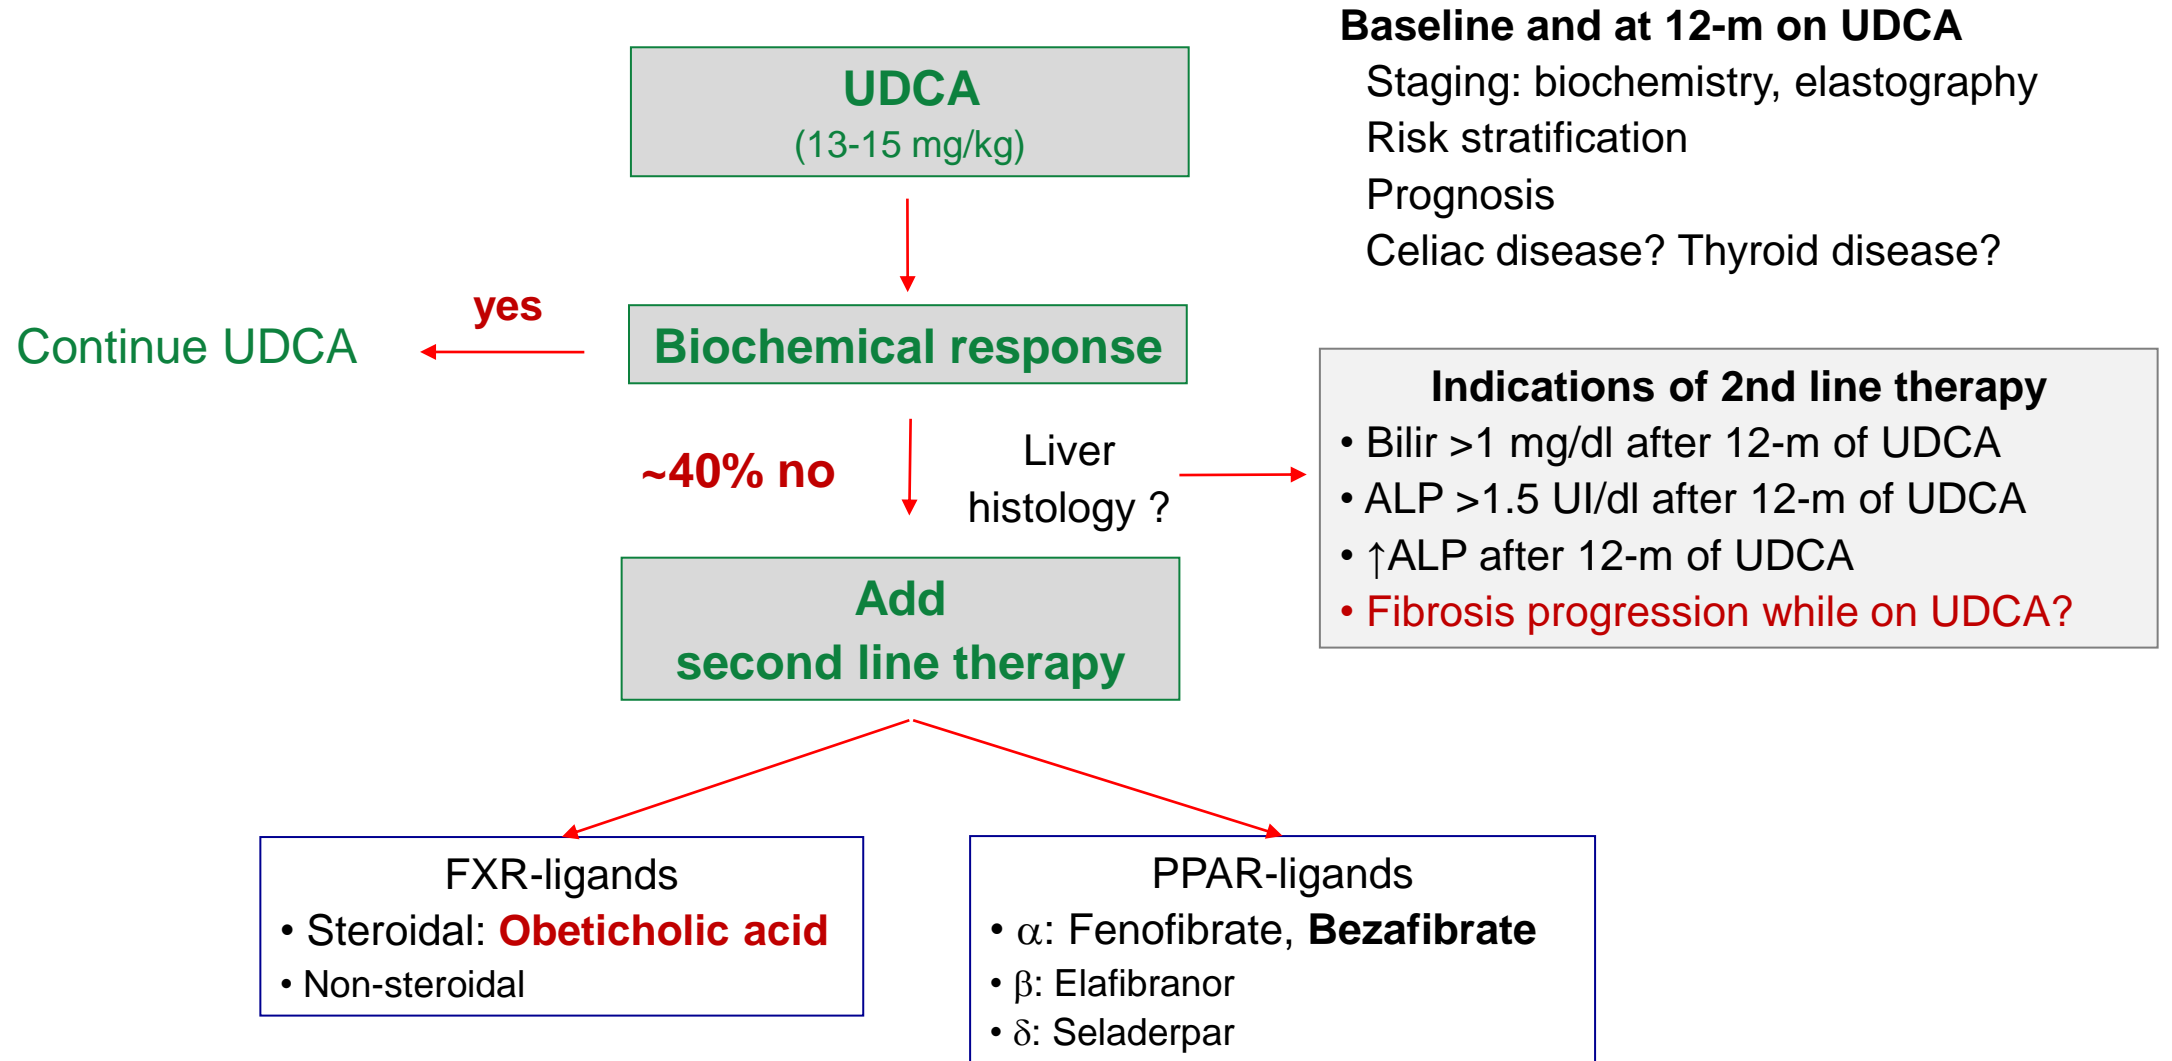 Baseline and at 12-m on UDCA
Staging: biochemistry, elastography
Risk stratification
Prognosis
Celiac disease? Thyroid disease?
UDCA
(13-15 mg/kg)
yes
Continue UDCA
Biochemical response
~40% no
Liver
histology ?
Indications of 2nd line therapy
• Bilir >1 mg/dl after 12-m of UDCA
• ALP >1.5 UI/dl after 12-m of UDCA
• ↑ALP after 12-m of UDCA
• Fibrosis progression while on UDCA?
Add
second line therapy
FXR-ligands
• Steroidal: Obeticholic acid
• Non-steroidal
PPAR-ligands
• α: Fenofibrate, Bezafibrate
• β: Elafibranor
• δ: Seladerpar